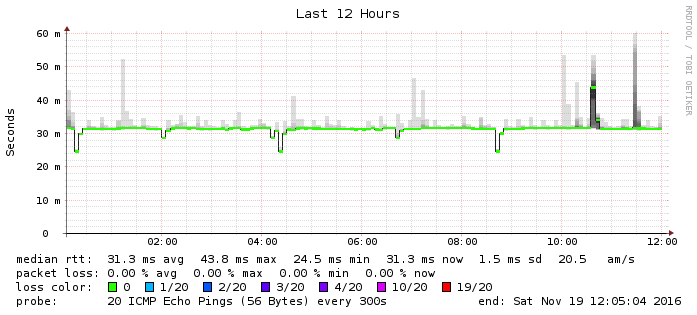 Last 12 Hours
RRDTOOL / TOBI OETIKER
Seconds
60 m
50 m
40 m
30 m
20 m
10 m
0
02:00 04:00 06:00 08:00 10:00 12:00
median rtt: 31.3 ms avg 43.8 ms max 24.5 ms min 31.3 ms now 1.5 ms sd 20.5 am/s
packet loss: 0.00 % avg 0.00 % max 0.00 % min 0.00 % now
loss color: 0 1/20 2/20 3/20 4/20 10/20 19/20
probe: 20 ICMP Echo Pings (56 Bytes) every 300s end: Sat Nov 19 12:05:04 2016